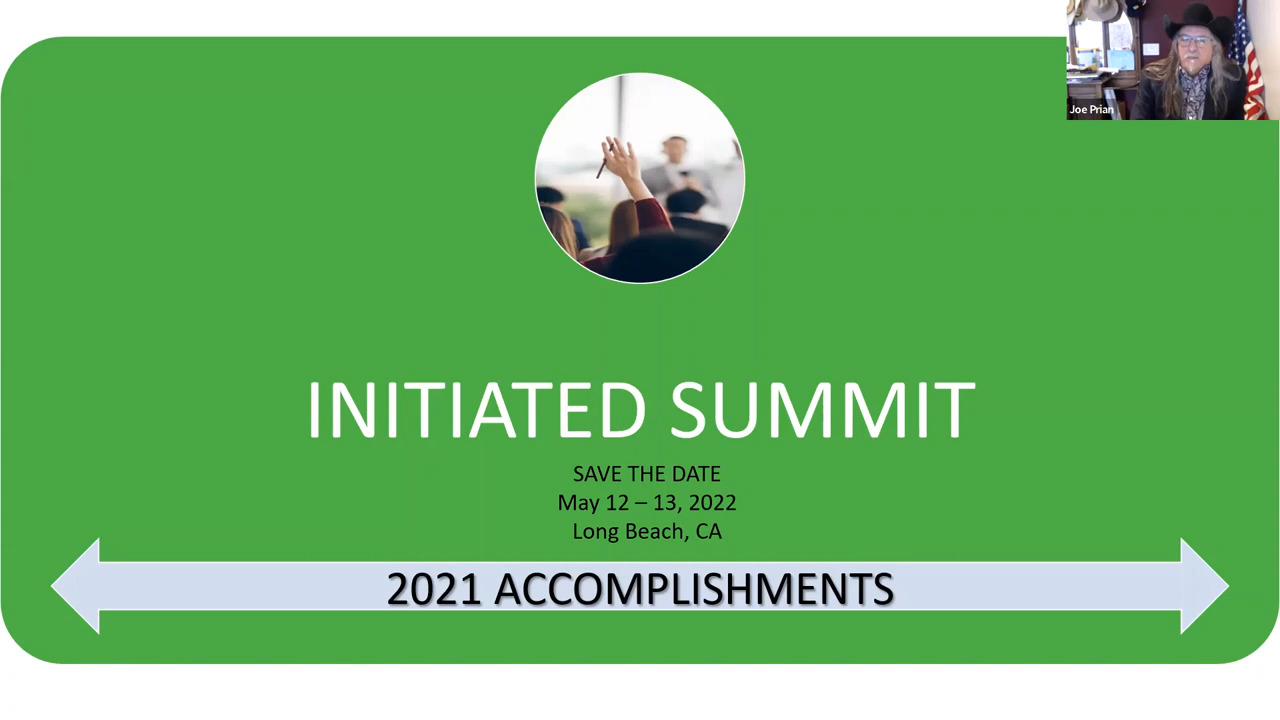 Joe Prian
INITIATED SUMMIT
SAVE THE DATE
May 12 – 13, 2022
Long Beach, CA
2021 ACCOMPLISHMENTS